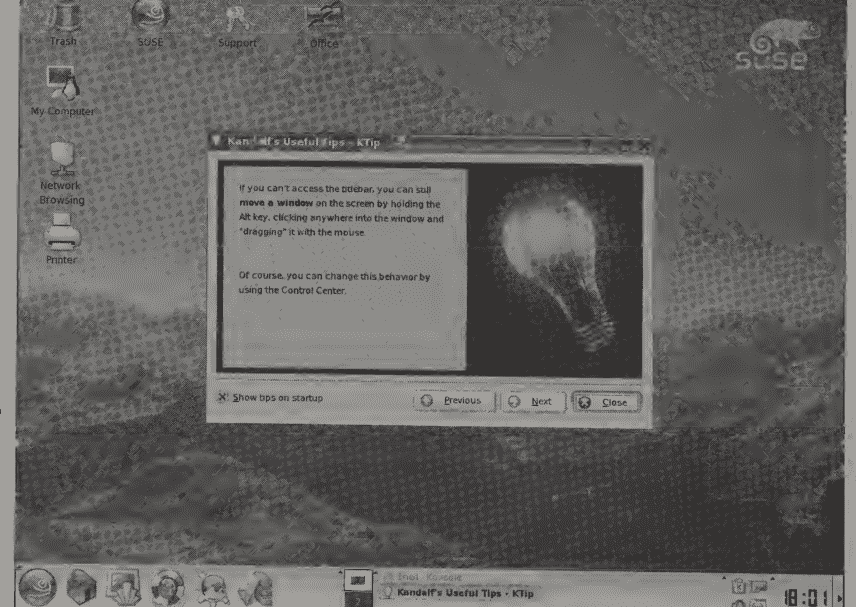 Trash
SUSE
Support
Office
SUSE
My Computer
Network
Browsing
Printer
Kandalf's Useful Tips - KTip
If you can't access the titlebar, you can still
move a window on the screen by holding the
Alt key, clicking anywhere into the window and
"dragging" it with the mouse.
Of course, you can change this behavior by
using the Control Center.
Show tips on startup
Previous
Next
Close
Konsole
Kandalf's Useful Tips - KTip
18:01